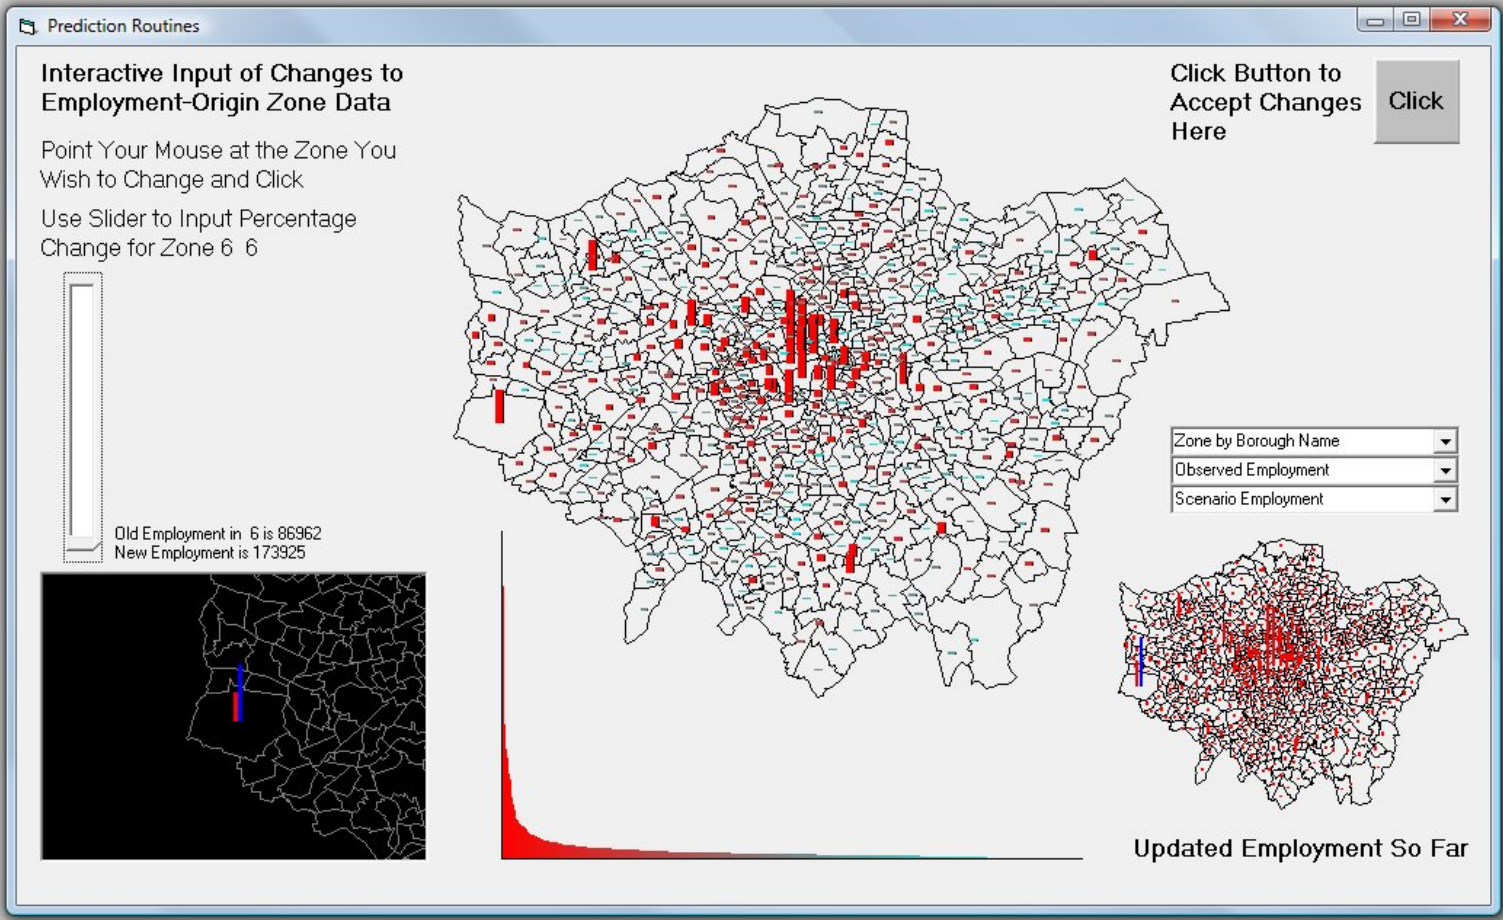 Prediction Routines
Interactive Input of Changes to
Employment-Origin Zone Data
Point Your Mouse at the Zone You
Wish to Change and Click
Use Slider to Input Percentage
Change for Zone 6 6
Old Employment in 6 is 86962
New Employment is 173925
Click Button to
Accept Changes
Here
Click
Zone by Borough Name
Observed Employment
Scenario Employment
Updated Employment So Far